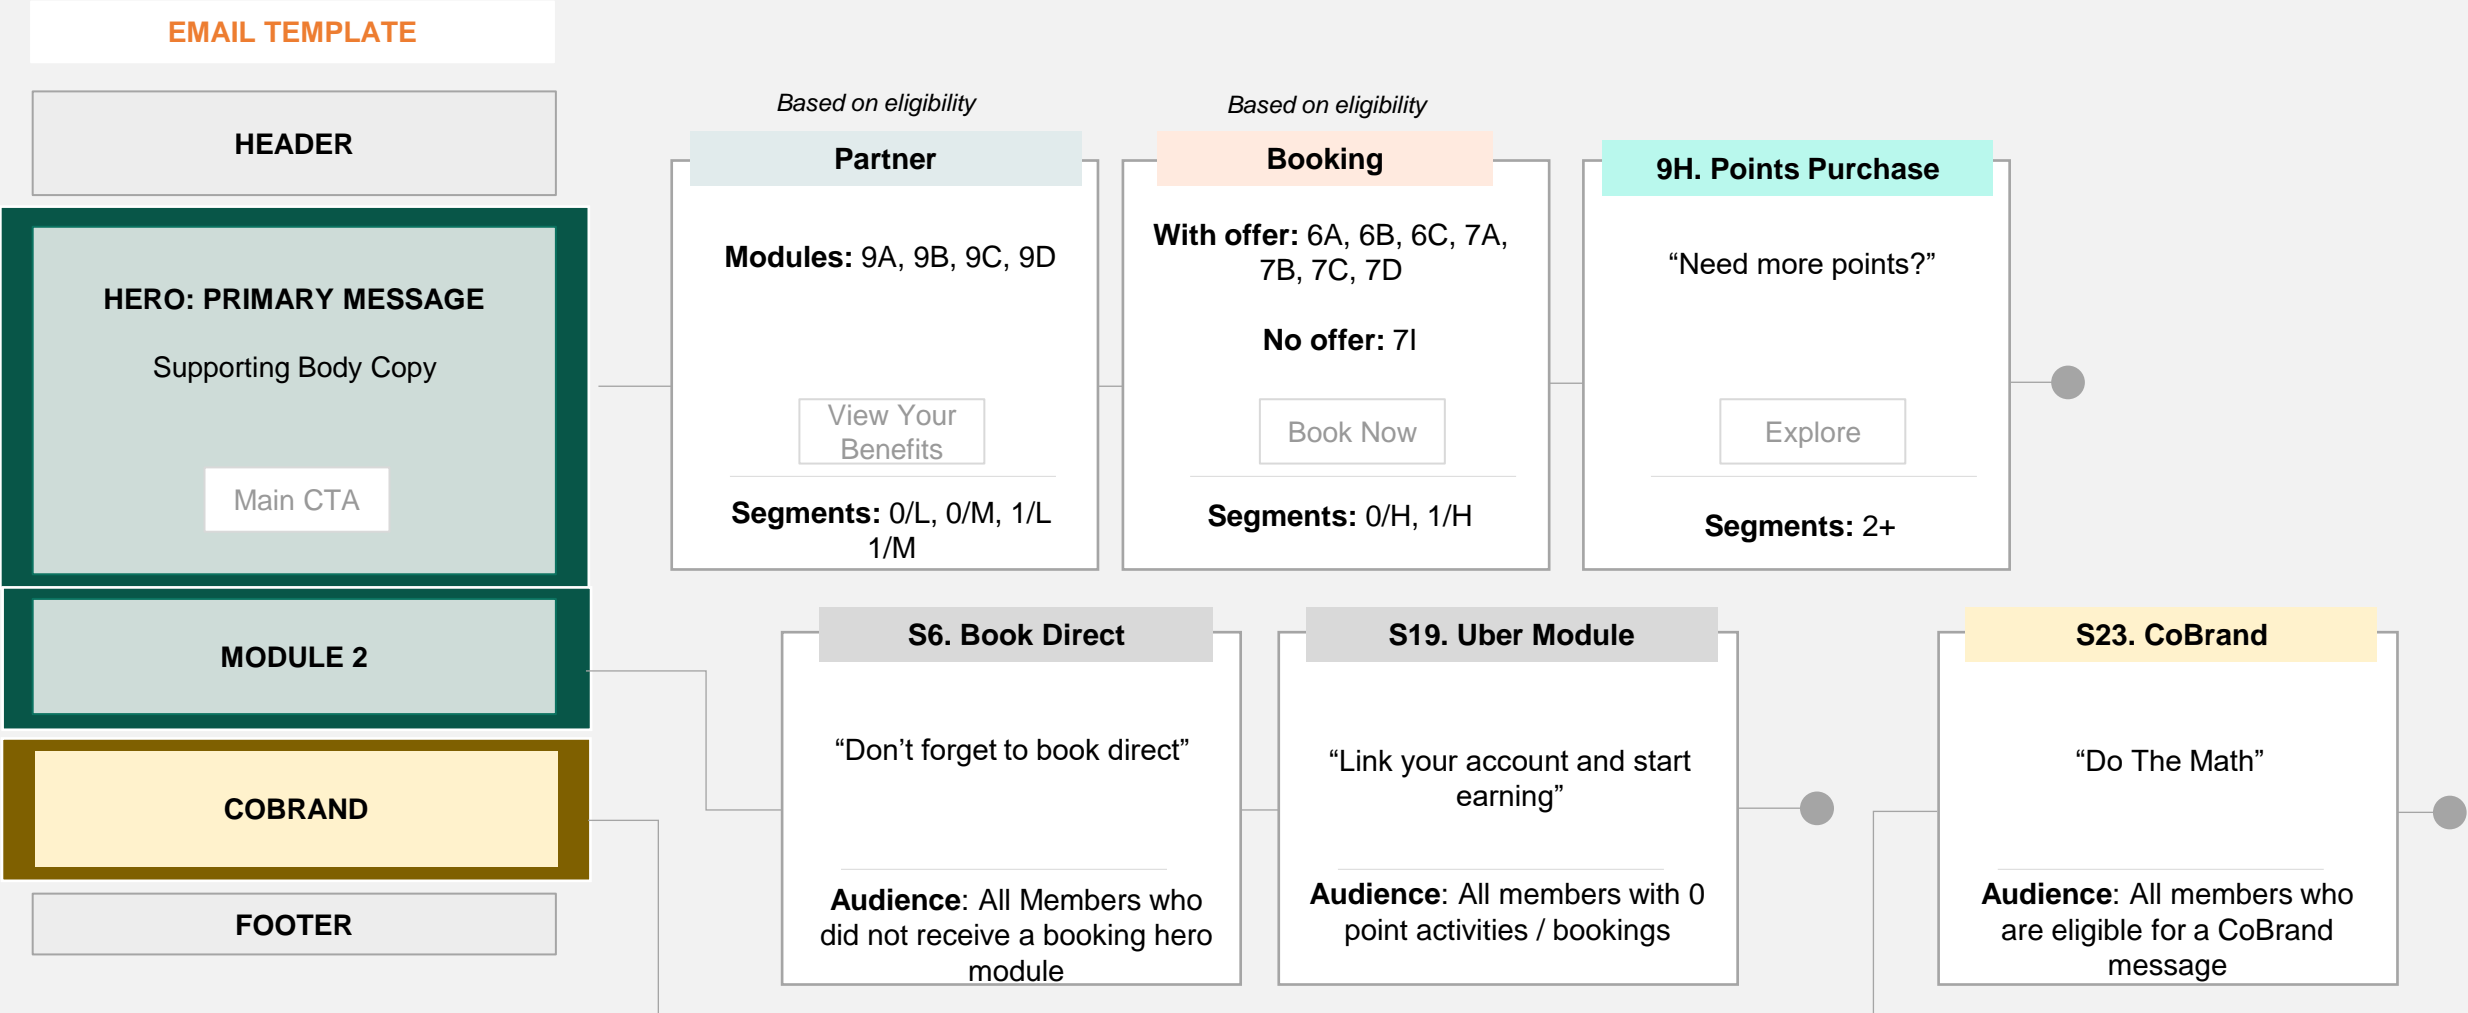 EMAIL TEMPLATE
HEADER
HERO: PRIMARY MESSAGE
Supporting Body Copy
Main CTA
MODULE 2
COBRAND
FOOTER
Based on eligibility
Partner
Modules: 9A, 9B, 9C, 9D
View Your
Benefits
Segments: 0/L, 0/M, 1/L
1/M
Based on eligibility
Booking
With offer: 6A, 6B, 6C, 7A,
7B, 7C, 7D
No offer: 7I
Book Now
Segments: 0/H, 1/H
9H. Points Purchase
“Need more points?”
Explore
Segments: 2+
S6. Book Direct
“Don’t forget to book direct”
Audience: All Members who
did not receive a booking hero
module
S19. Uber Module
“Link your account and start
earning”
Audience: All members with 0
point activities / bookings
S23. CoBrand
“Do The Math”
Audience: All members who
are eligible for a CoBrand
message